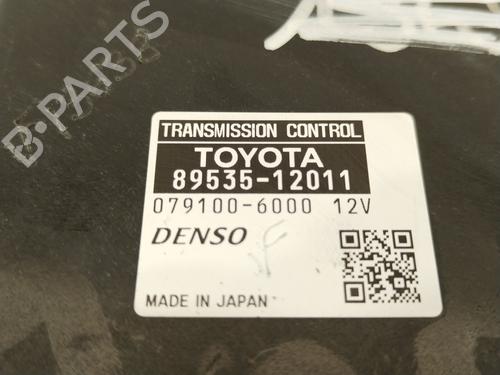 TRANSMISSION CONTROL
TOYOTA
89535-12011
079100-6000 12V
DENSO
MADE IN JAPAN
B-PARTS